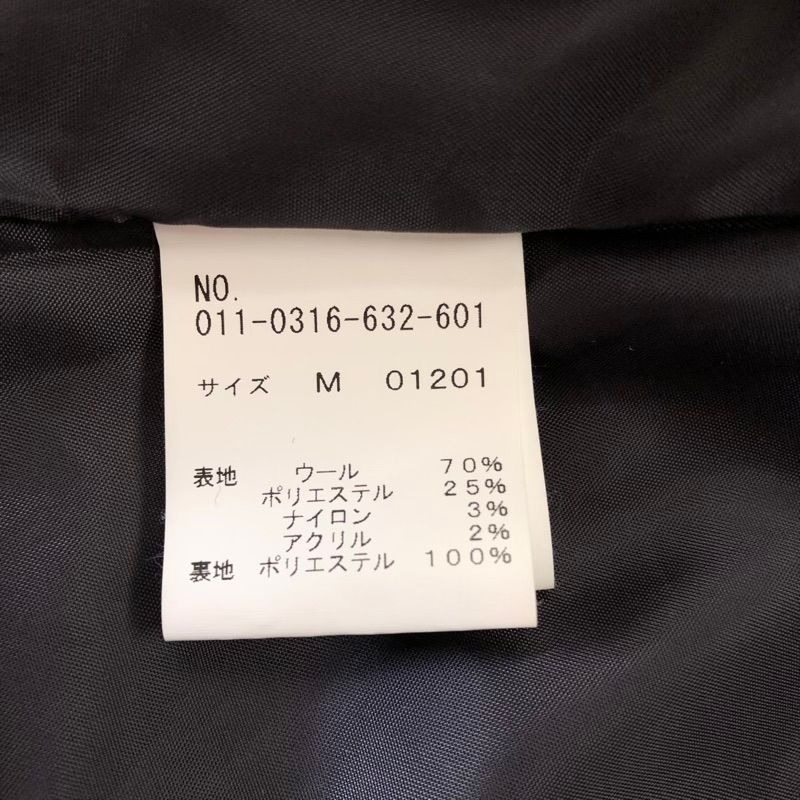 NO.
011-0316-632-601
サイズ M 01201
表地 ウール 70%
ポリエステル 25%
ナイロン 3%
アクリル 2%
裏地 ポリエステル 100%